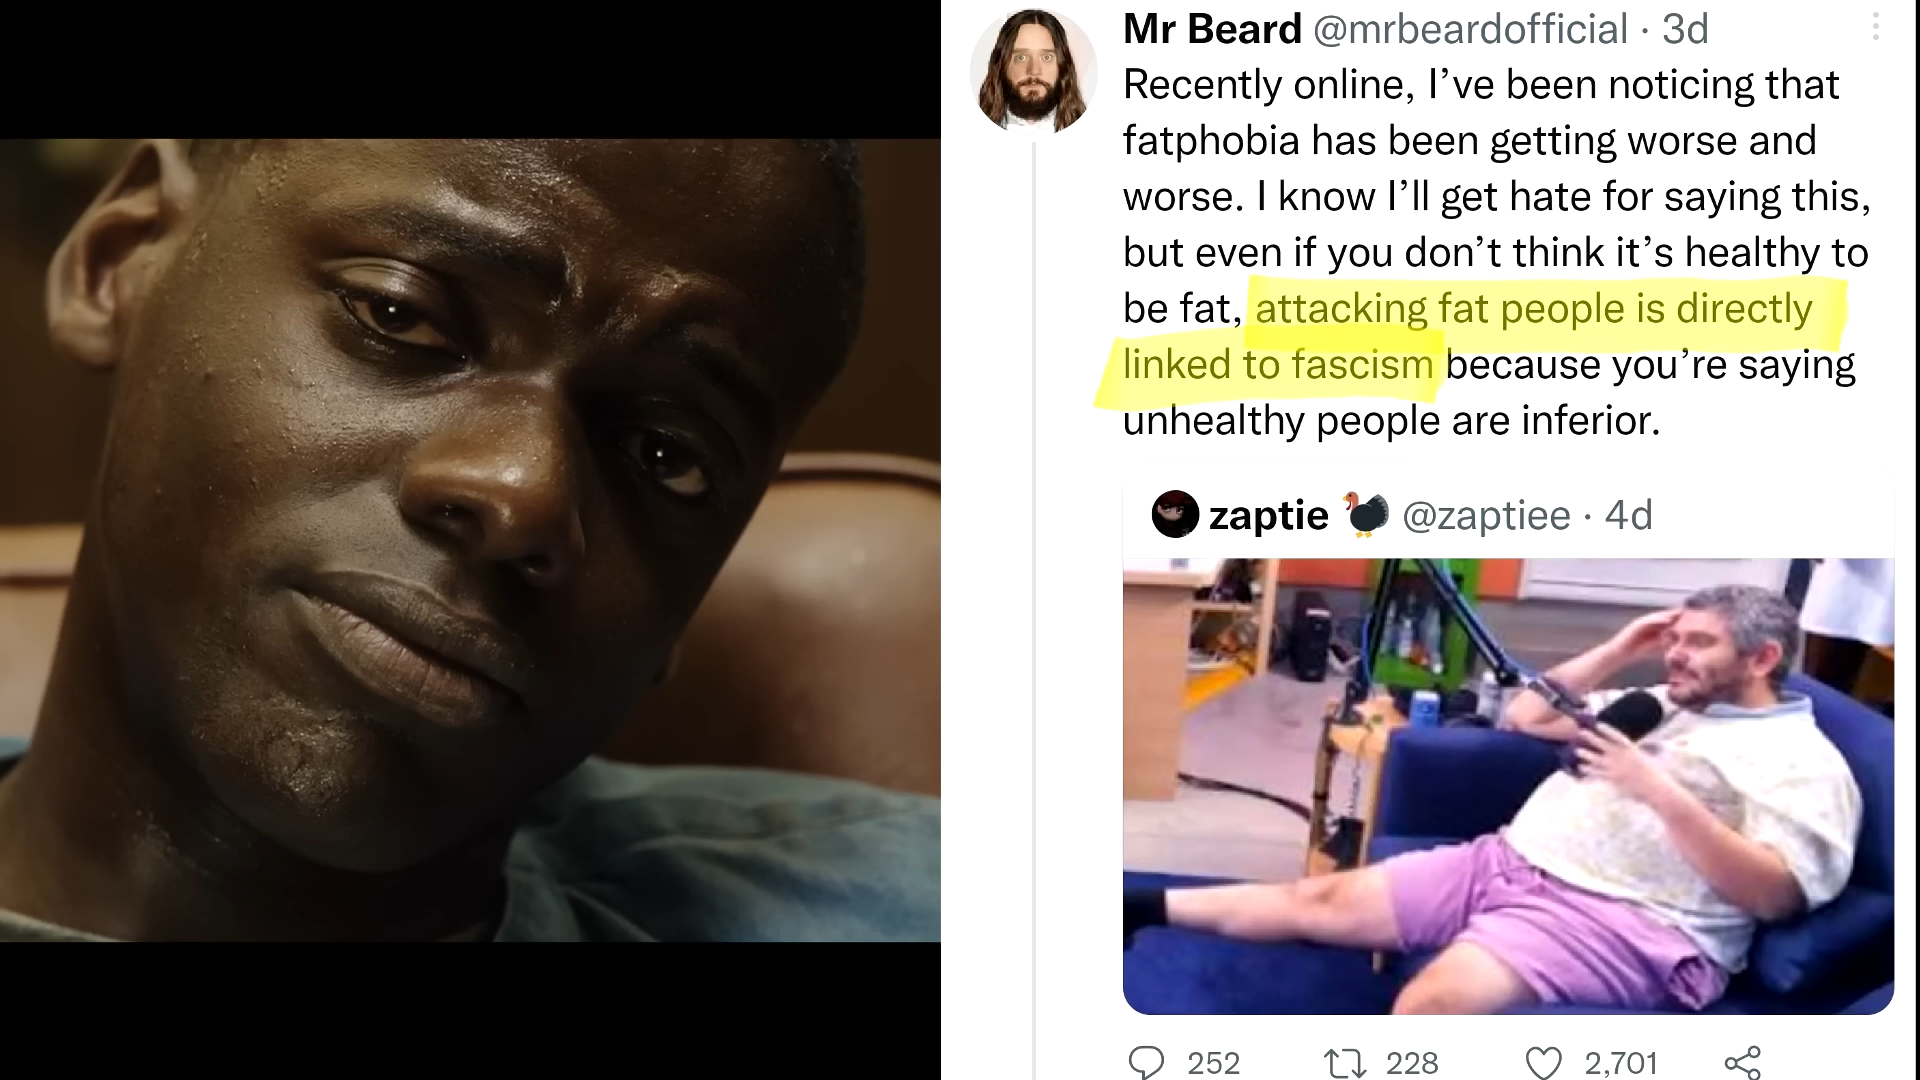 Mr Beard @mrbeardofficial · 3d
Recently online, I’ve been noticing that
fatphobia has been getting worse and
worse. I know I’ll get hate for saying this,
but even if you don’t think it’s healthy to
be fat, attacking fat people is directly
linked to fascism because you’re saying
unhealthy people are inferior.
zaptie 🦃 @zaptiee · 4d
252 228 2,701